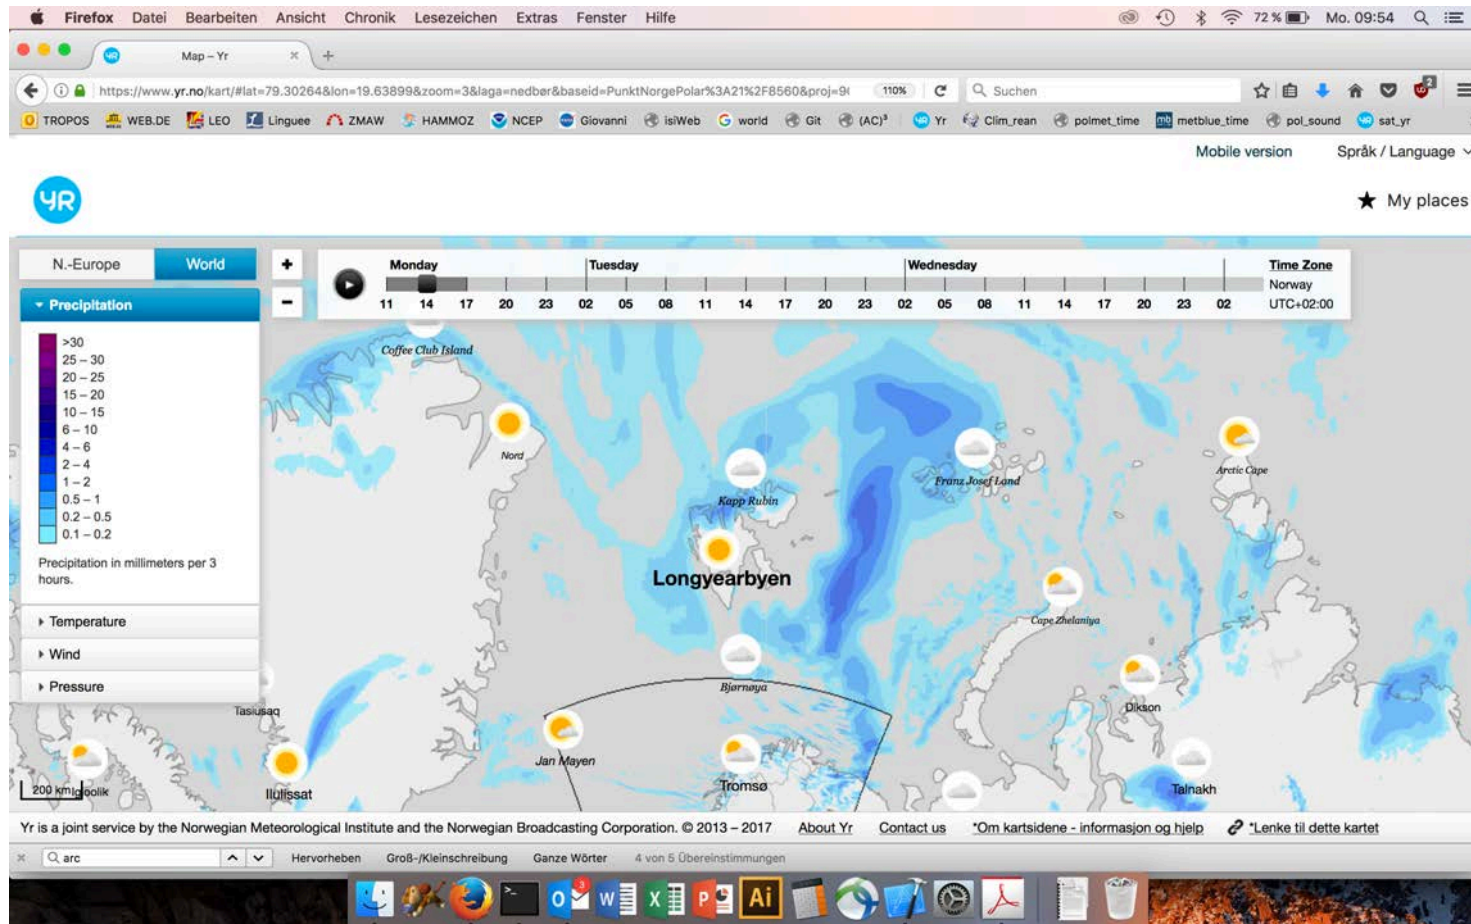 Firefox Datei Bearbeiten Ansicht Chronik Lesezeichen Extras Fenster Hilfe 72 % Mo. 09:54
YR Map – Yr × +
https://www.yr.no/kart/#lat=79.30264&lon=19.63899&zoom=3&laga=nedbør&baseid=PunktNorgePolar%3A21%2F8560&proj=9( 110% Suchen 2
TROPOS WEB.DE LEO Linguee ZMAW HAMMOZ NCEP Giovanni isiWeb world Git (AC)³ Yr Clim_rean polmet_time mb metblue_time pol_sound sat_yr
Mobile version Språk / Language
YR My places
N.-Europe World + Monday Tuesday Wednesday Time Zone
Norway
Precipitation − 11 14 17 20 23 02 05 08 11 14 17 20 23 02 05 08 11 14 17 20 23 02 UTC+02:00
>30
25 – 30
20 – 25
15 – 20
10 – 15
6 – 10
4 – 6
2 – 4
1 – 2
0.5 – 1
0.2 – 0.5
0.1 – 0.2
Precipitation in millimeters per 3
hours.
Temperature
Wind
Pressure
Coffee Club Island
Nord
Arctic Cape
Franz Josef Land
Kapp Rubin
Longyearbyen
Cape Zhelaniya
Bjørnøya
Tasiusaq
Dikson
Jan Mayen
Tromsø
Talnakh
200 km
Igloolik
Ilulissat
Yr is a joint service by the Norwegian Meteorological Institute and the Norwegian Broadcasting Corporation. © 2013 – 2017 About Yr Contact us *Om kartsidene - informasjon og hjelp *Lenke til dette kartet
× arc Hervorheben Groß-/Kleinschreibung Ganze Wörter 4 von 5 Übereinstimmungen
3 Ai